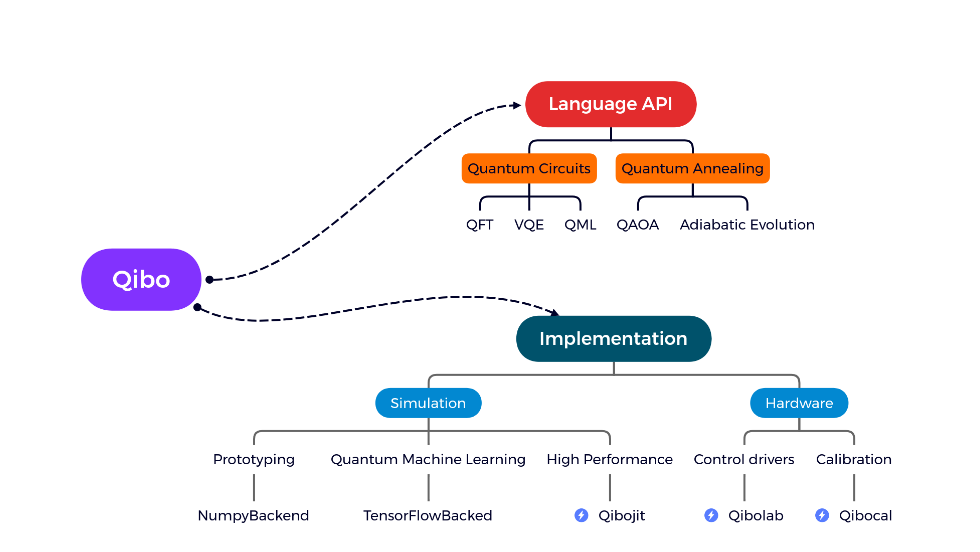 Language API
Quantum Circuits Quantum Annealing
QFT VQE QML QAOA Adiabatic Evolution
Qibo
Implementation
Simulation Hardware
Prototyping Quantum Machine Learning High Performance Control drivers Calibration
NumpyBackend TensorFlowBacked Qibojit Qibolab Qibocal